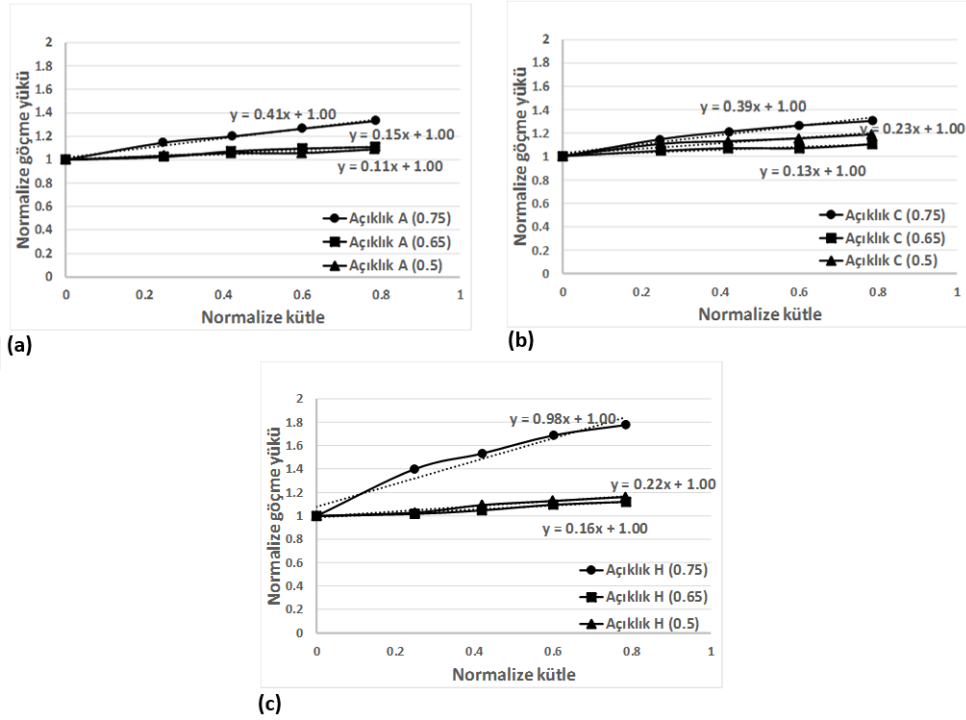 2
1.8
1.6
1.4
1.2
1
0.8
0.6
0.4
0.2
0
Normalize göçme yükü
y = 0.41x + 1.00
y = 0.15x + 1.00
y = 0.11x + 1.00
Açıklık A (0.75)
Açıklık A (0.65)
Açıklık A (0.5)
0 0.2 0.4 0.6 0.8 1
Normalize kütle
(a)
2
1.8
1.6
1.4
1.2
1
0.8
0.6
0.4
0.2
0
Normalize göçme yükü
y = 0.39x + 1.00
y = 0.23x + 1.00
y = 0.13x + 1.00
Açıklık C (0.75)
Açıklık C (0.65)
Açıklık C (0.5)
0 0.2 0.4 0.6 0.8 1
Normalize kütle
(b)
2
1.8
1.6
1.4
1.2
1
0.8
0.6
0.4
0.2
0
Normalize göçme yükü
y = 0.98x + 1.00
y = 0.22x + 1.00
y = 0.16x + 1.00
Açıklık H (0.75)
Açıklık H (0.65)
Açıklık H (0.5)
0 0.2 0.4 0.6 0.8 1
Normalize kütle
(c)